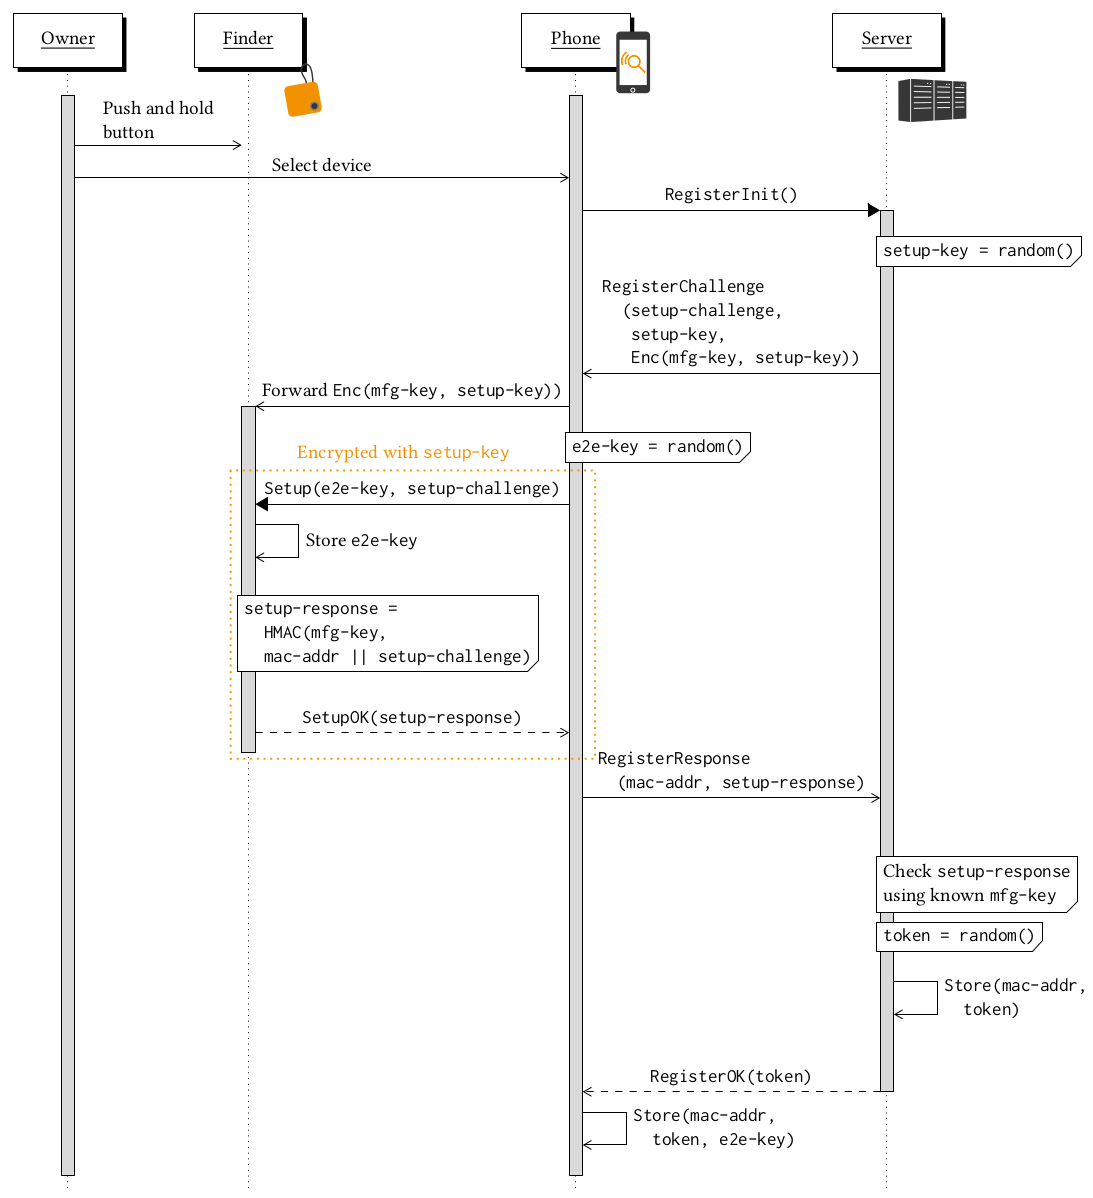 Owner
Finder
Phone
Server
Push and hold
button
Select device
RegisterInit()
setup-key = random()
RegisterChallenge
(setup-challenge,
setup-key,
Enc(mfg-key, setup-key))
Forward Enc(mfg-key, setup-key))
e2e-key = random()
Encrypted with setup-key
Setup(e2e-key, setup-challenge)
Store e2e-key
setup-response =
HMAC(mfg-key,
mac-addr || setup-challenge)
SetupOK(setup-response)
RegisterResponse
(mac-addr, setup-response)
Check setup-response
using known mfg-key
token = random()
Store(mac-addr,
token)
RegisterOK(token)
Store(mac-addr,
token, e2e-key)